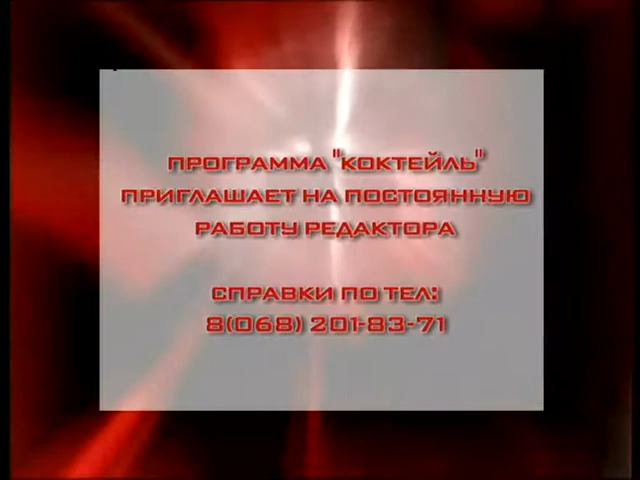 ПРОГРАММА "КОКТЕЙЛЬ"
ПРИГЛАШАЕТ НА ПОСТОЯННУЮ
РАБОТУ РЕДАКТОРА
СПРАВКИ ПО ТЕЛ:
8(068) 201-83-71